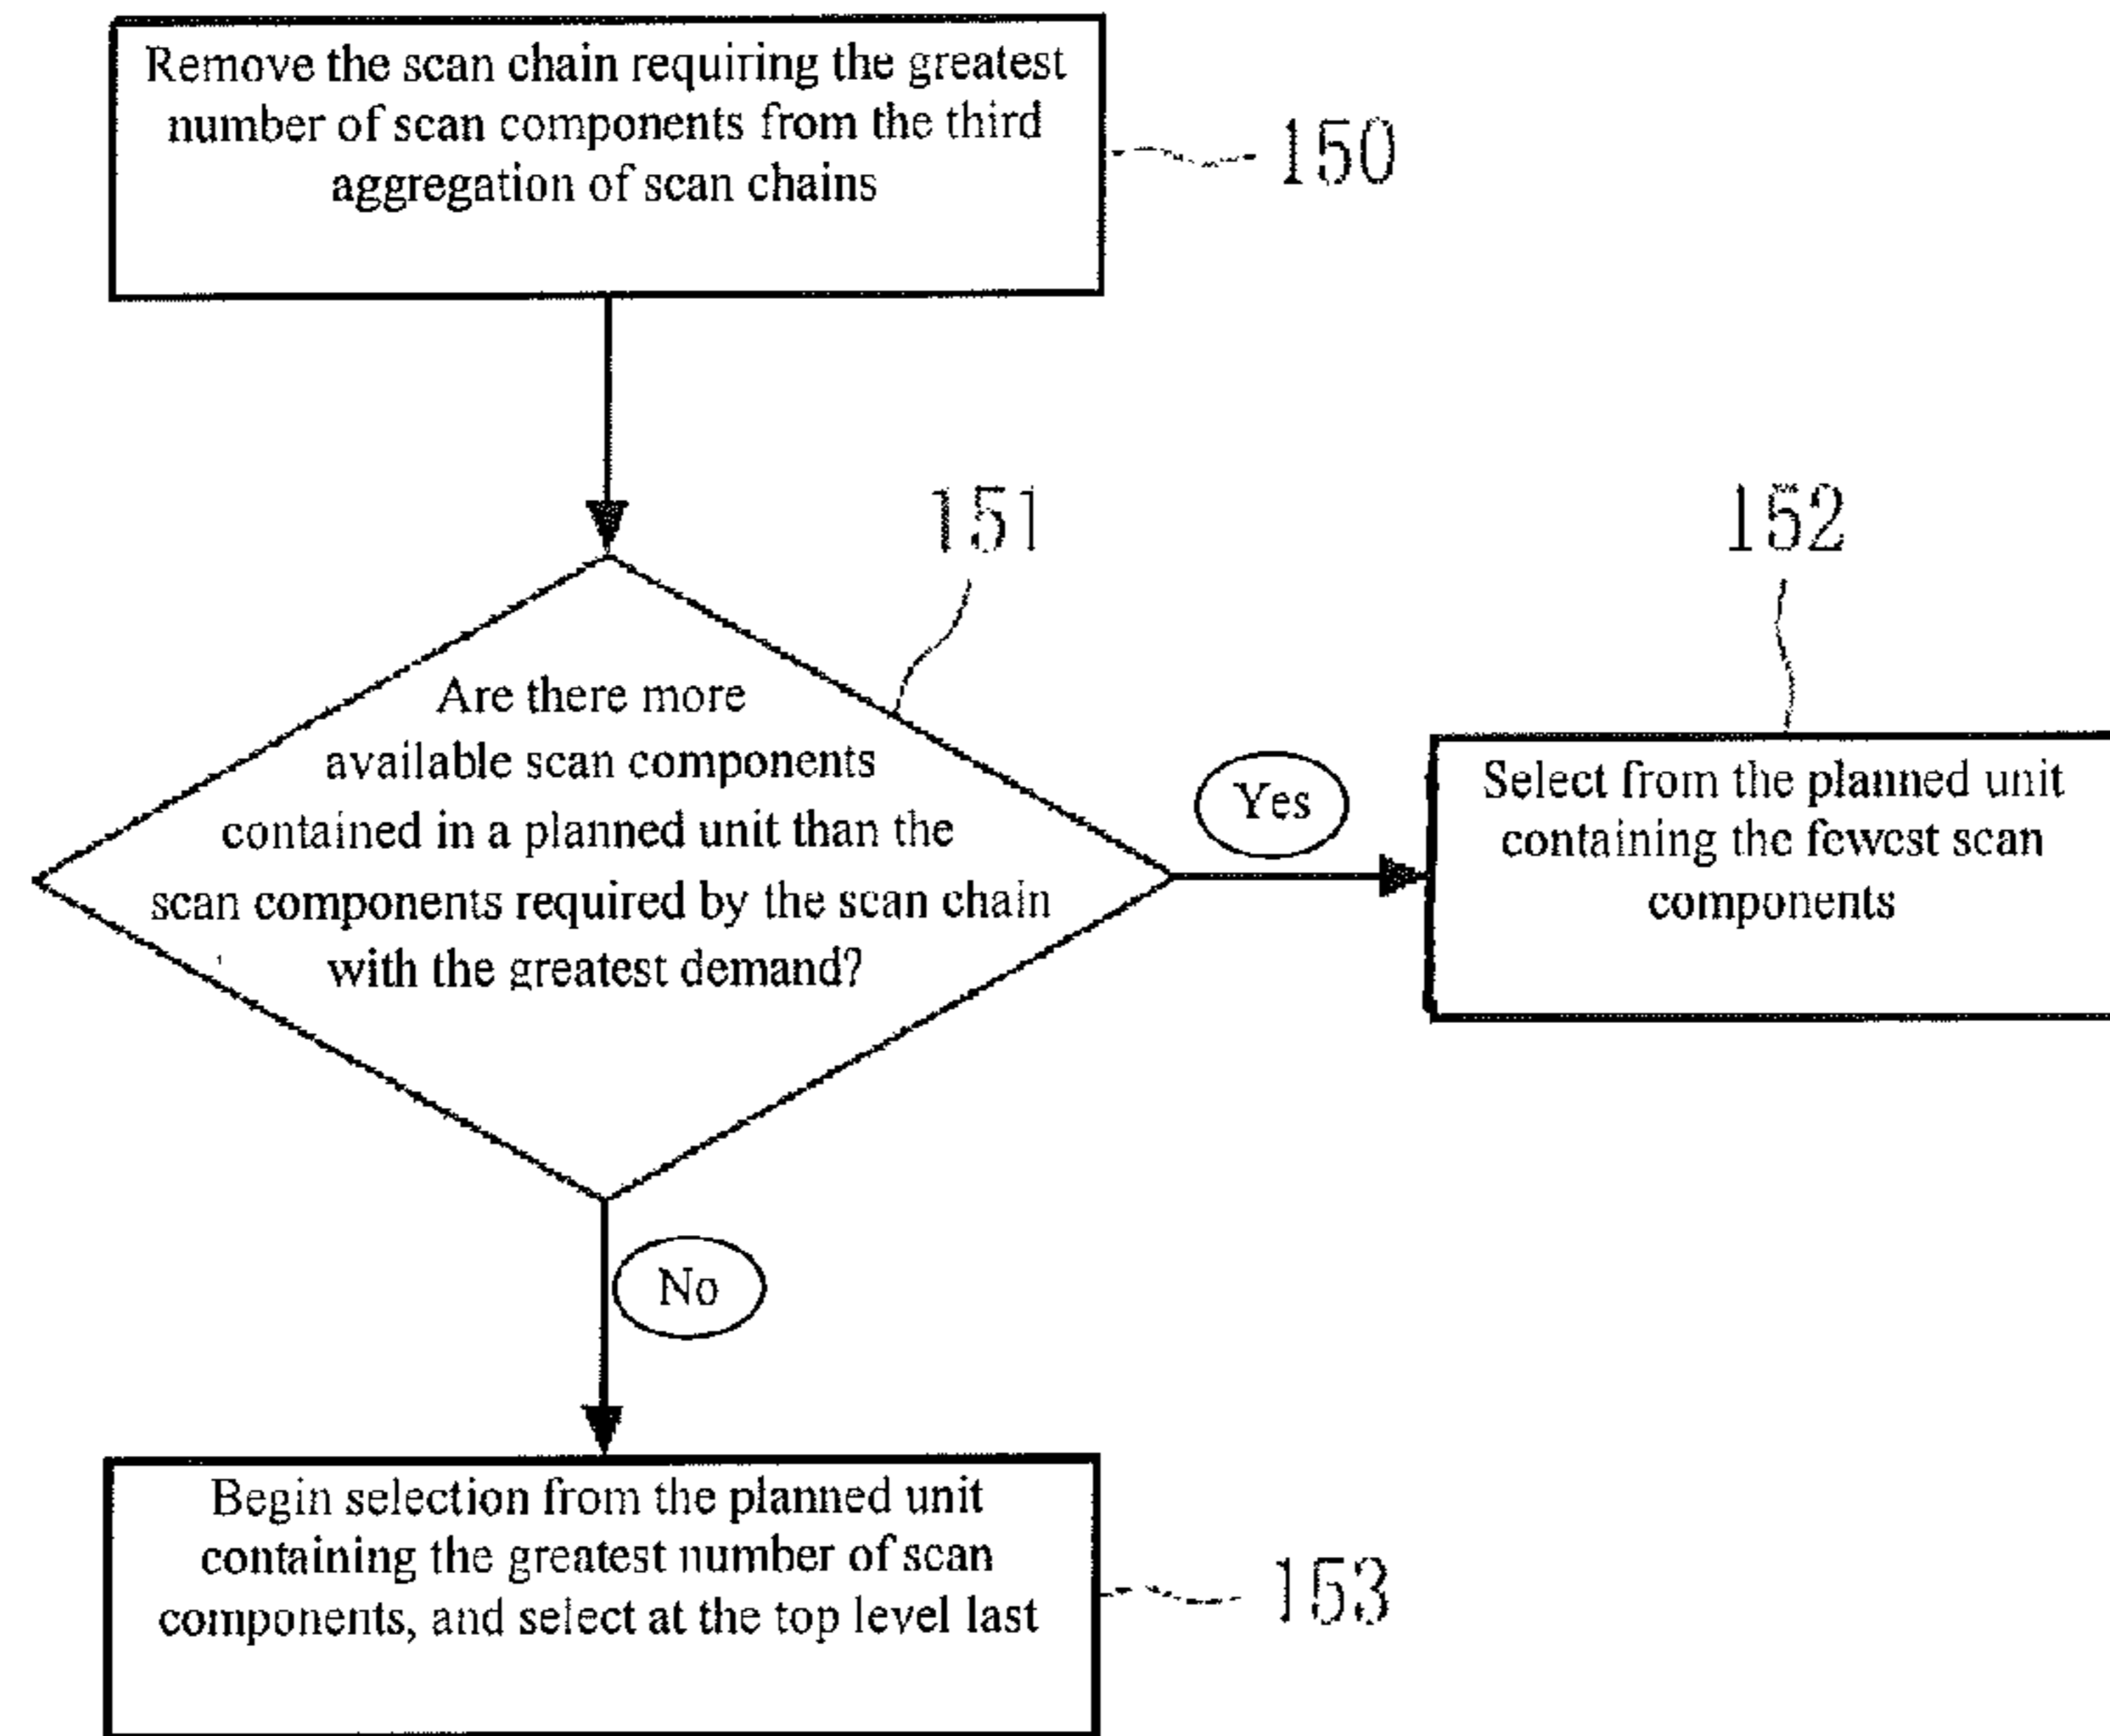 Remove the scan chain requiring the greatest
number of scan components from the third
aggregation of scan chains
150
151
152
Are there more
available scan components
contained in a planned unit than the
scan components required by the scan chain
with the greatest demand?
Yes
Select from the planned unit
containing the fewest scan
components
No
Begin selection from the planned unit
containing the greatest number of scan
components, and select at the top level last
153